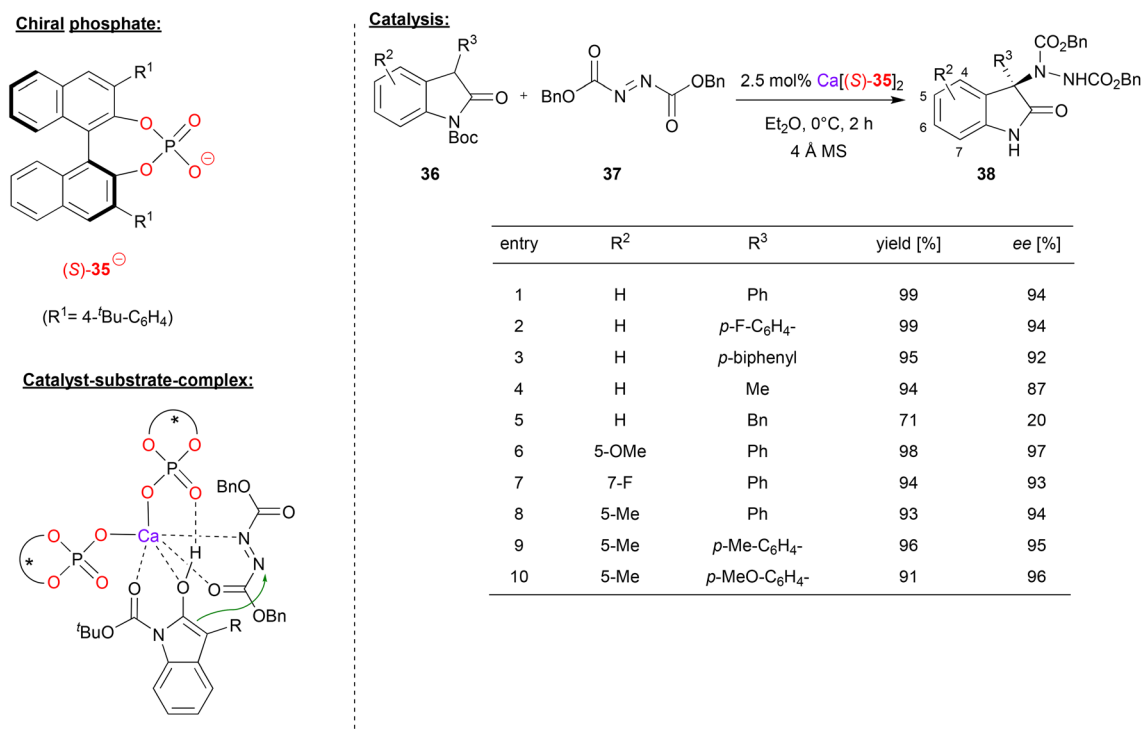 Chiral phosphate:
R¹
O
O
P
O
O⊖
R¹
(S)-35⊖
(R¹= 4-ᵗBu-C₆H₄)
Catalyst-substrate-complex:
*
O
O
P
O
O
BnO
O
O
O
Ca
N
*
P
H
N
O
O
O
O
O
OBn
ᵗBuO
N
R
Catalysis:
R²
R³
O
N
Boc
36
+
O
BnO
N
N
OBn
O
37
2.5 mol% Ca[(S)-35]₂
Et₂O, 0°C, 2 h
4 Å MS
CO₂Bn
R³
N
NHCO₂Bn
R²
4
5
6
7
O
N
H
38
entry R² R³ yield [%] ee [%]
1 H Ph 99 94
2 H p-F-C₆H₄- 99 94
3 H p-biphenyl 95 92
4 H Me 94 87
5 H Bn 71 20
6 5-OMe Ph 98 97
7 7-F Ph 94 93
8 5-Me Ph 93 94
9 5-Me p-Me-C₆H₄- 96 95
10 5-Me p-MeO-C₆H₄- 91 96